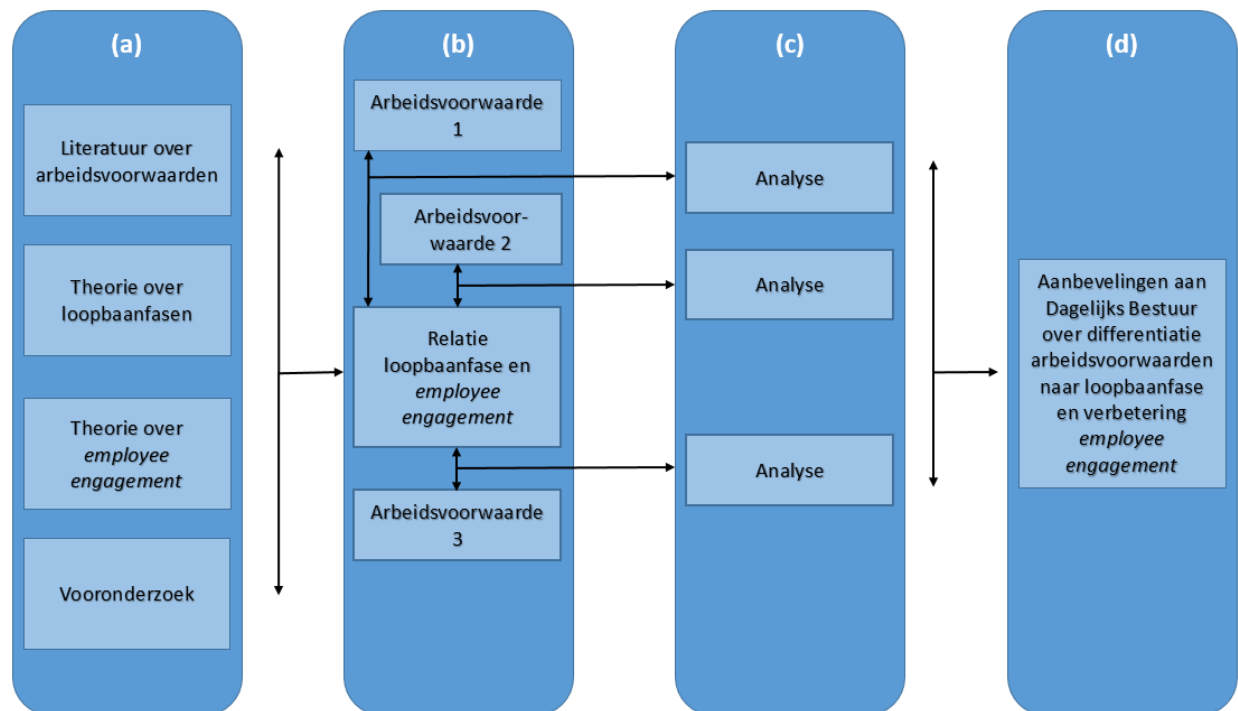 (a)
Literatuur over
arbeidsvoorwaarden
Theorie over
loopbaanfasen
Theorie over
employee
engagement
Vooronderzoek
(b)
Arbeidsvoorwaarde
1
Arbeidsvoor-
waarde 2
Relatie
loopbaanfase en
employee
engagement
Arbeidsvoorwaarde
3
(c)
Analyse
Analyse
Analyse
(d)
Aanbevelingen aan
Dagelijks Bestuur
over differentiatie
arbeidsvoorwaarden
naar loopbaanfase
en verbetering
employee
engagement